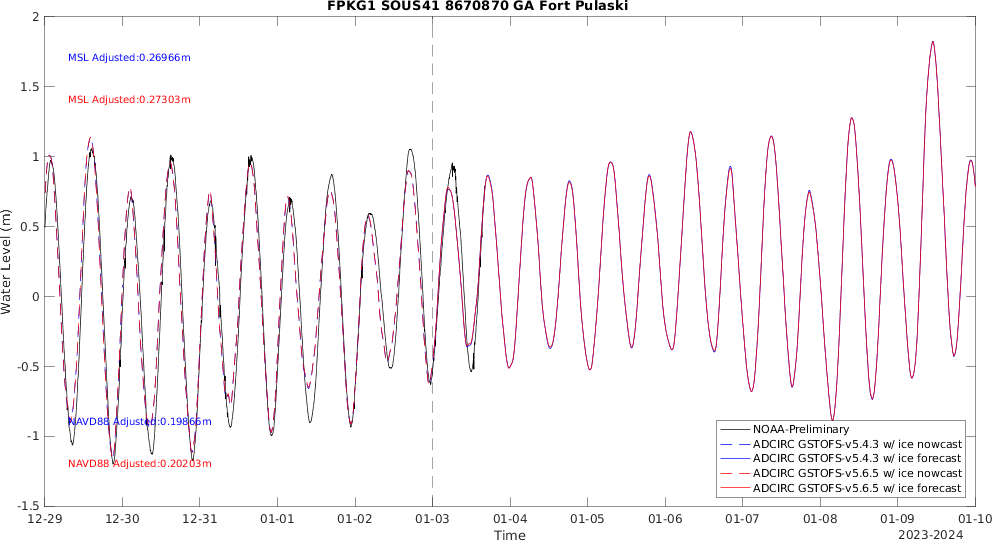 FPKG1 SOUS41 8670870 GA Fort Pulaski
2
1.5
1
0.5
0
-0.5
-1
-1.5
Water Level (m)
MSL Adjusted:0.26966m
MSL Adjusted:0.27303m
NAVD88 Adjusted:0.19866m
NAVD88 Adjusted:0.20203m
NOAA-Preliminary
ADCIRC GSTOFS-v5.4.3 w/ ice nowcast
ADCIRC GSTOFS-v5.4.3 w/ ice forecast
ADCIRC GSTOFS-v5.6.5 w/ ice nowcast
ADCIRC GSTOFS-v5.6.5 w/ ice forecast
12-29 12-30 12-31 01-01 01-02 01-03 01-04 01-05 01-06 01-07 01-08 01-09 01-10
Time
2023-2024